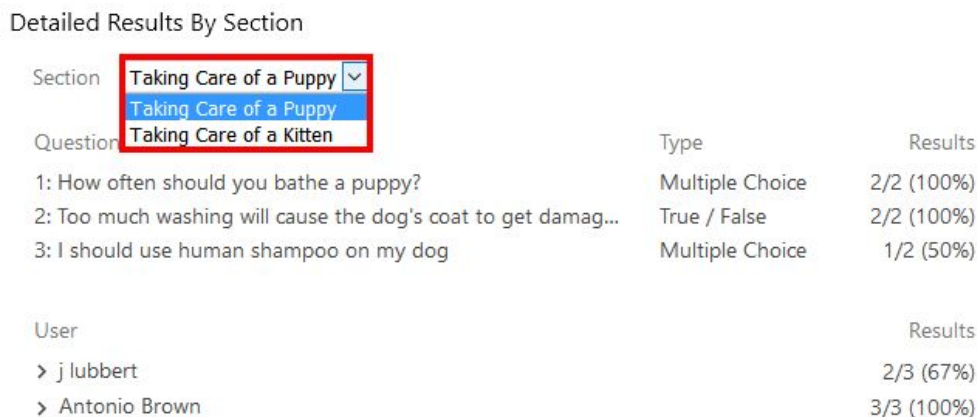 Detailed Results By Section
Section Taking Care of a Puppy
Taking Care of a Puppy
Taking Care of a Kitten
Question Type Results
1: How often should you bathe a puppy? Multiple Choice 2/2 (100%)
2: Too much washing will cause the dog's coat to get damag... True / False 2/2 (100%)
3: I should use human shampoo on my dog Multiple Choice 1/2 (50%)
User Results
j lubbert 2/3 (67%)
Antonio Brown 3/3 (100%)